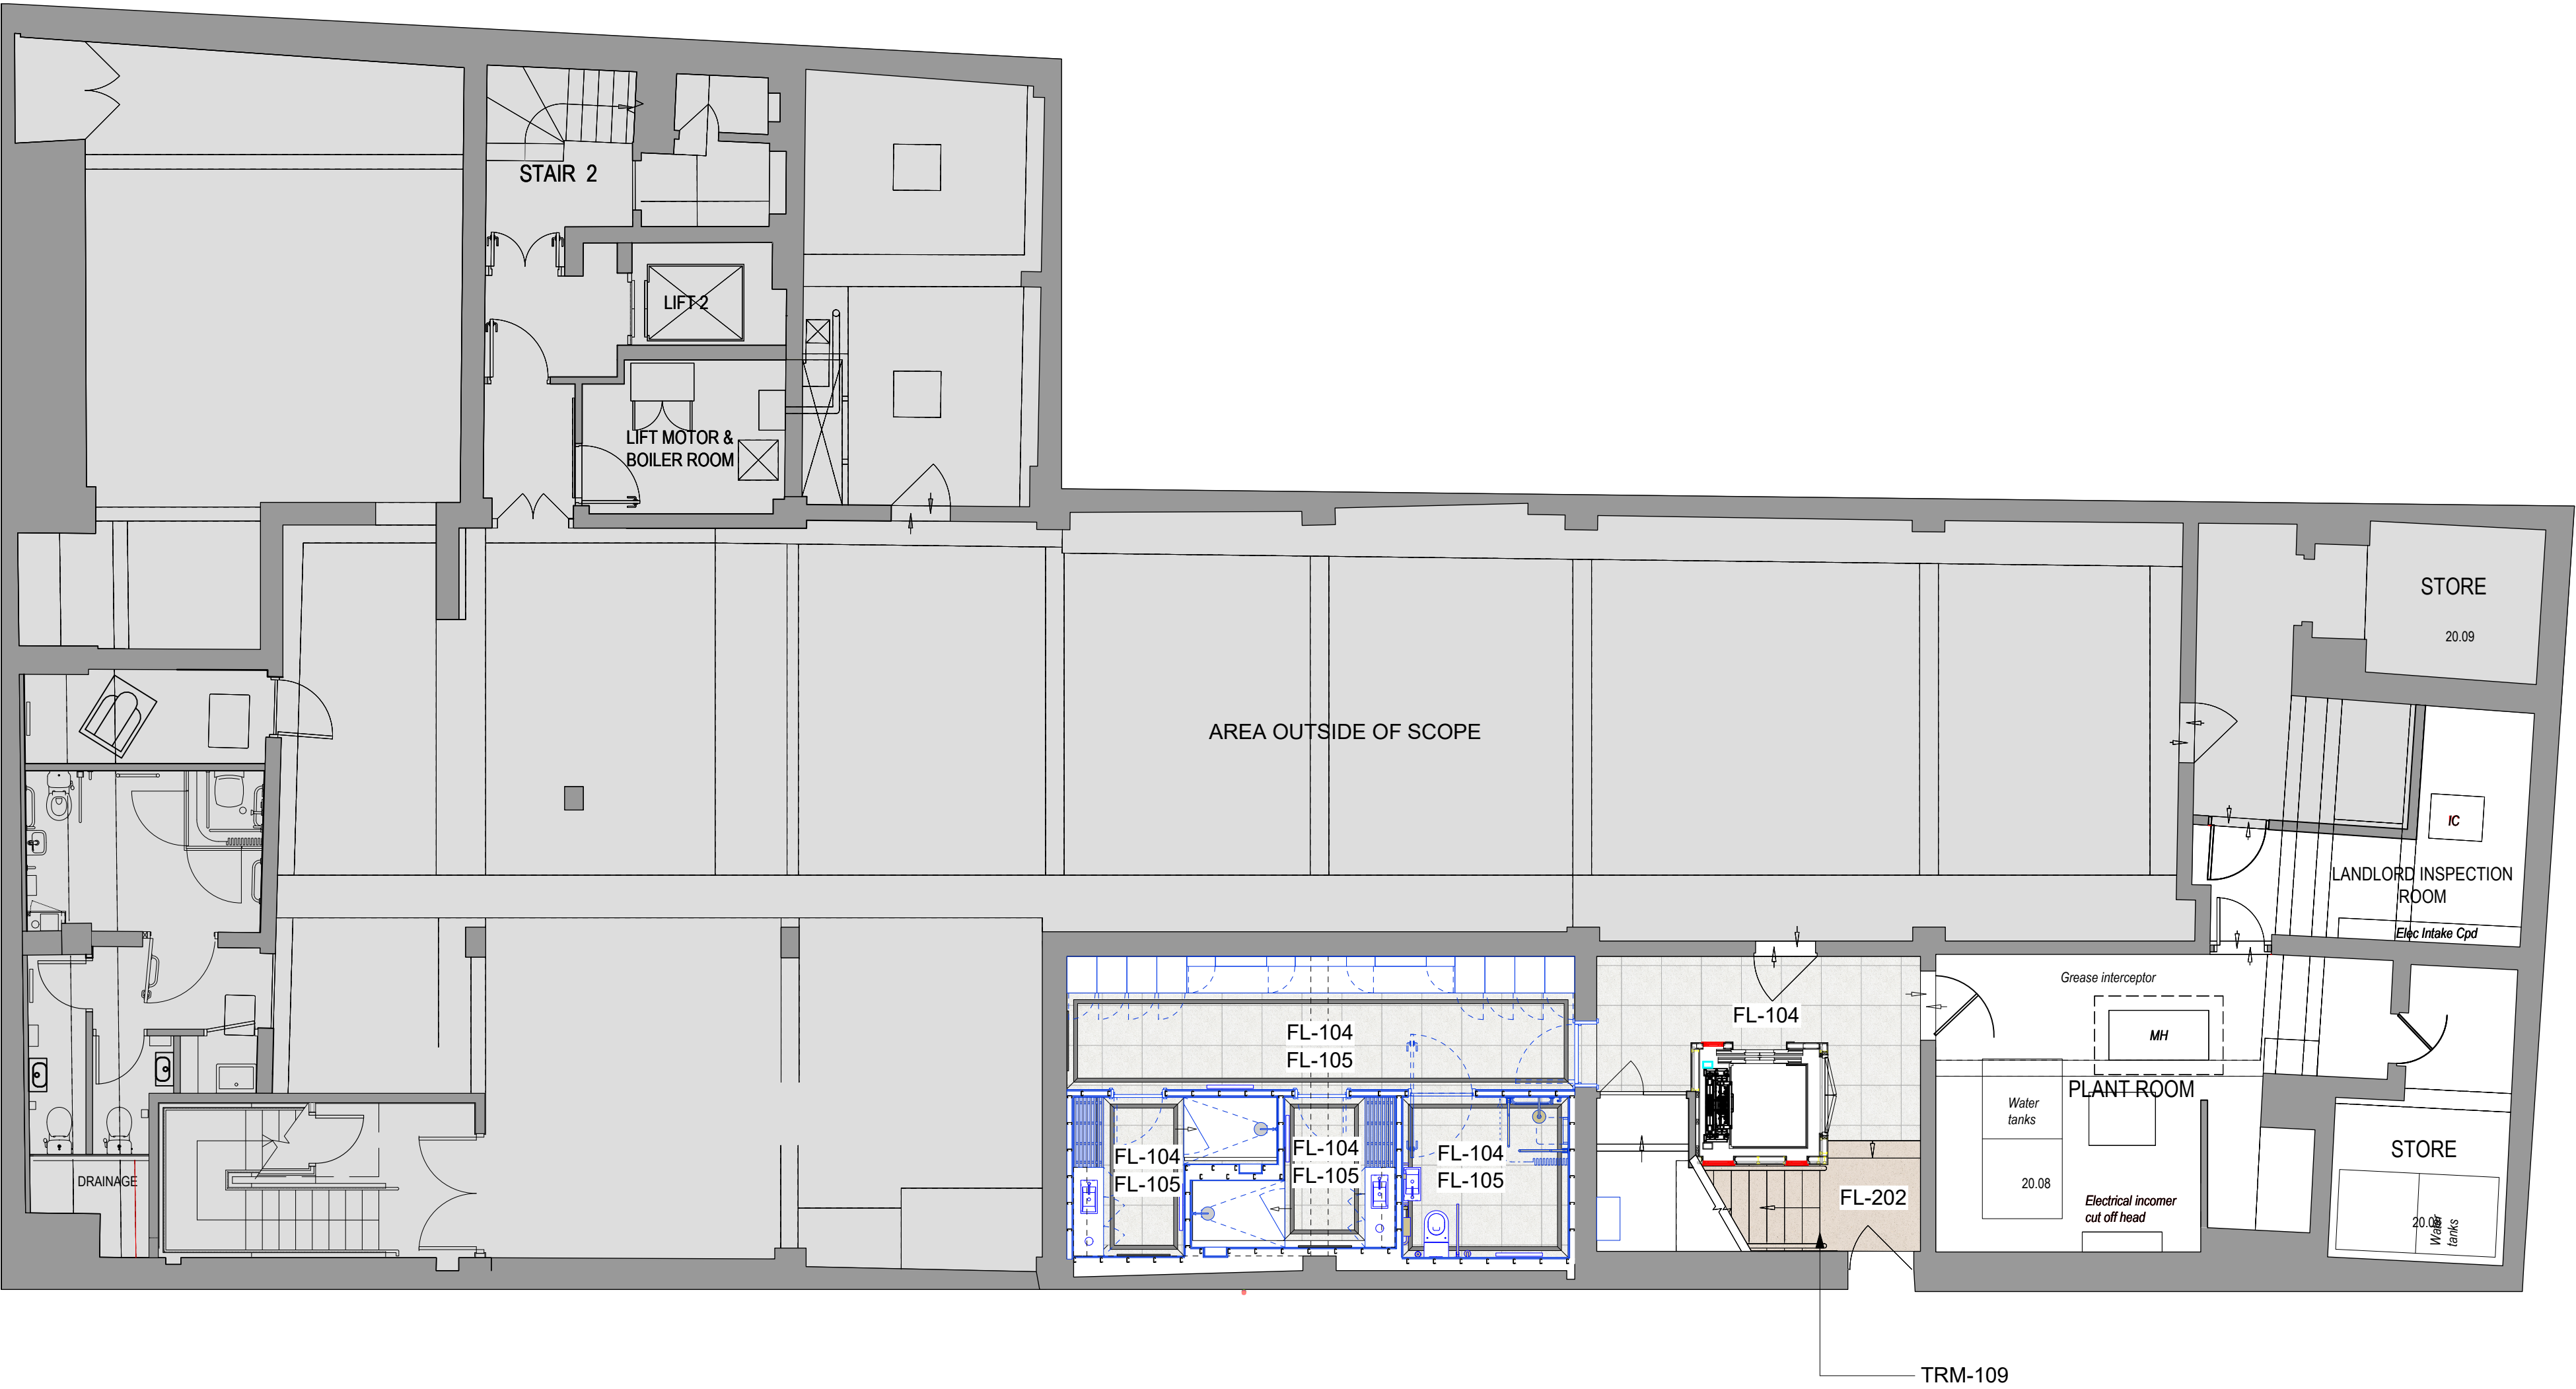 STAIR 2
LIFT 2
LIFT MOTOR &
BOILER ROOM
STORE
20.09
AREA OUTSIDE OF SCOPE
IC
LANDLORD INSPECTION
ROOM
Elec Intake Cpd
Grease interceptor
FL-104
FL-105
FL-104
MH
PLANT ROOM
Water
tanks
FL-104
FL-105
FL-104
FL-105
FL-104
FL-105
STORE
DRAINAGE
20.08
FL-202
Electrical incomer
cut off head
Water
tanks
TRM-109